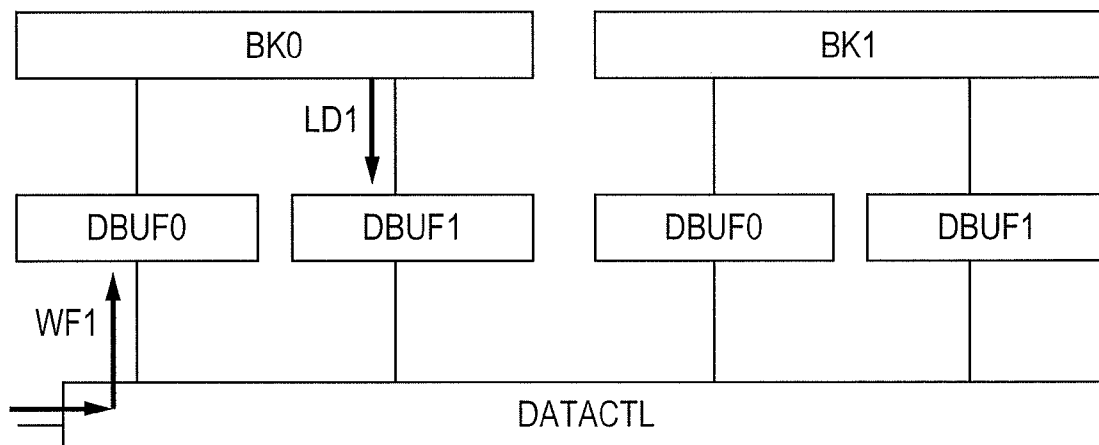 BK0 BK1
LD1
DBUF0 DBUF1 DBUF0 DBUF1
WF1
DATACTL